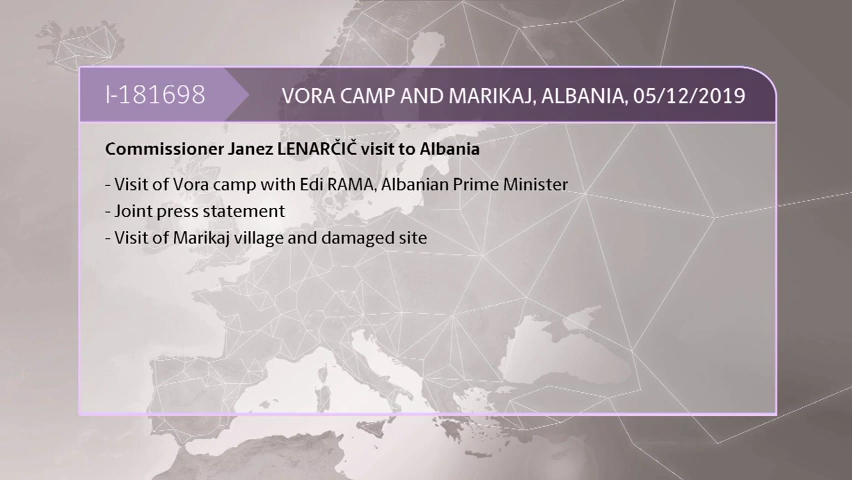 I-181698
VORA CAMP AND MARIKAJ, ALBANIA, 05/12/2019
Commissioner Janez LENARČIČ visit to Albania
- Visit of Vora camp with Edi RAMA, Albanian Prime Minister
- Joint press statement
- Visit of Marikaj village and damaged site